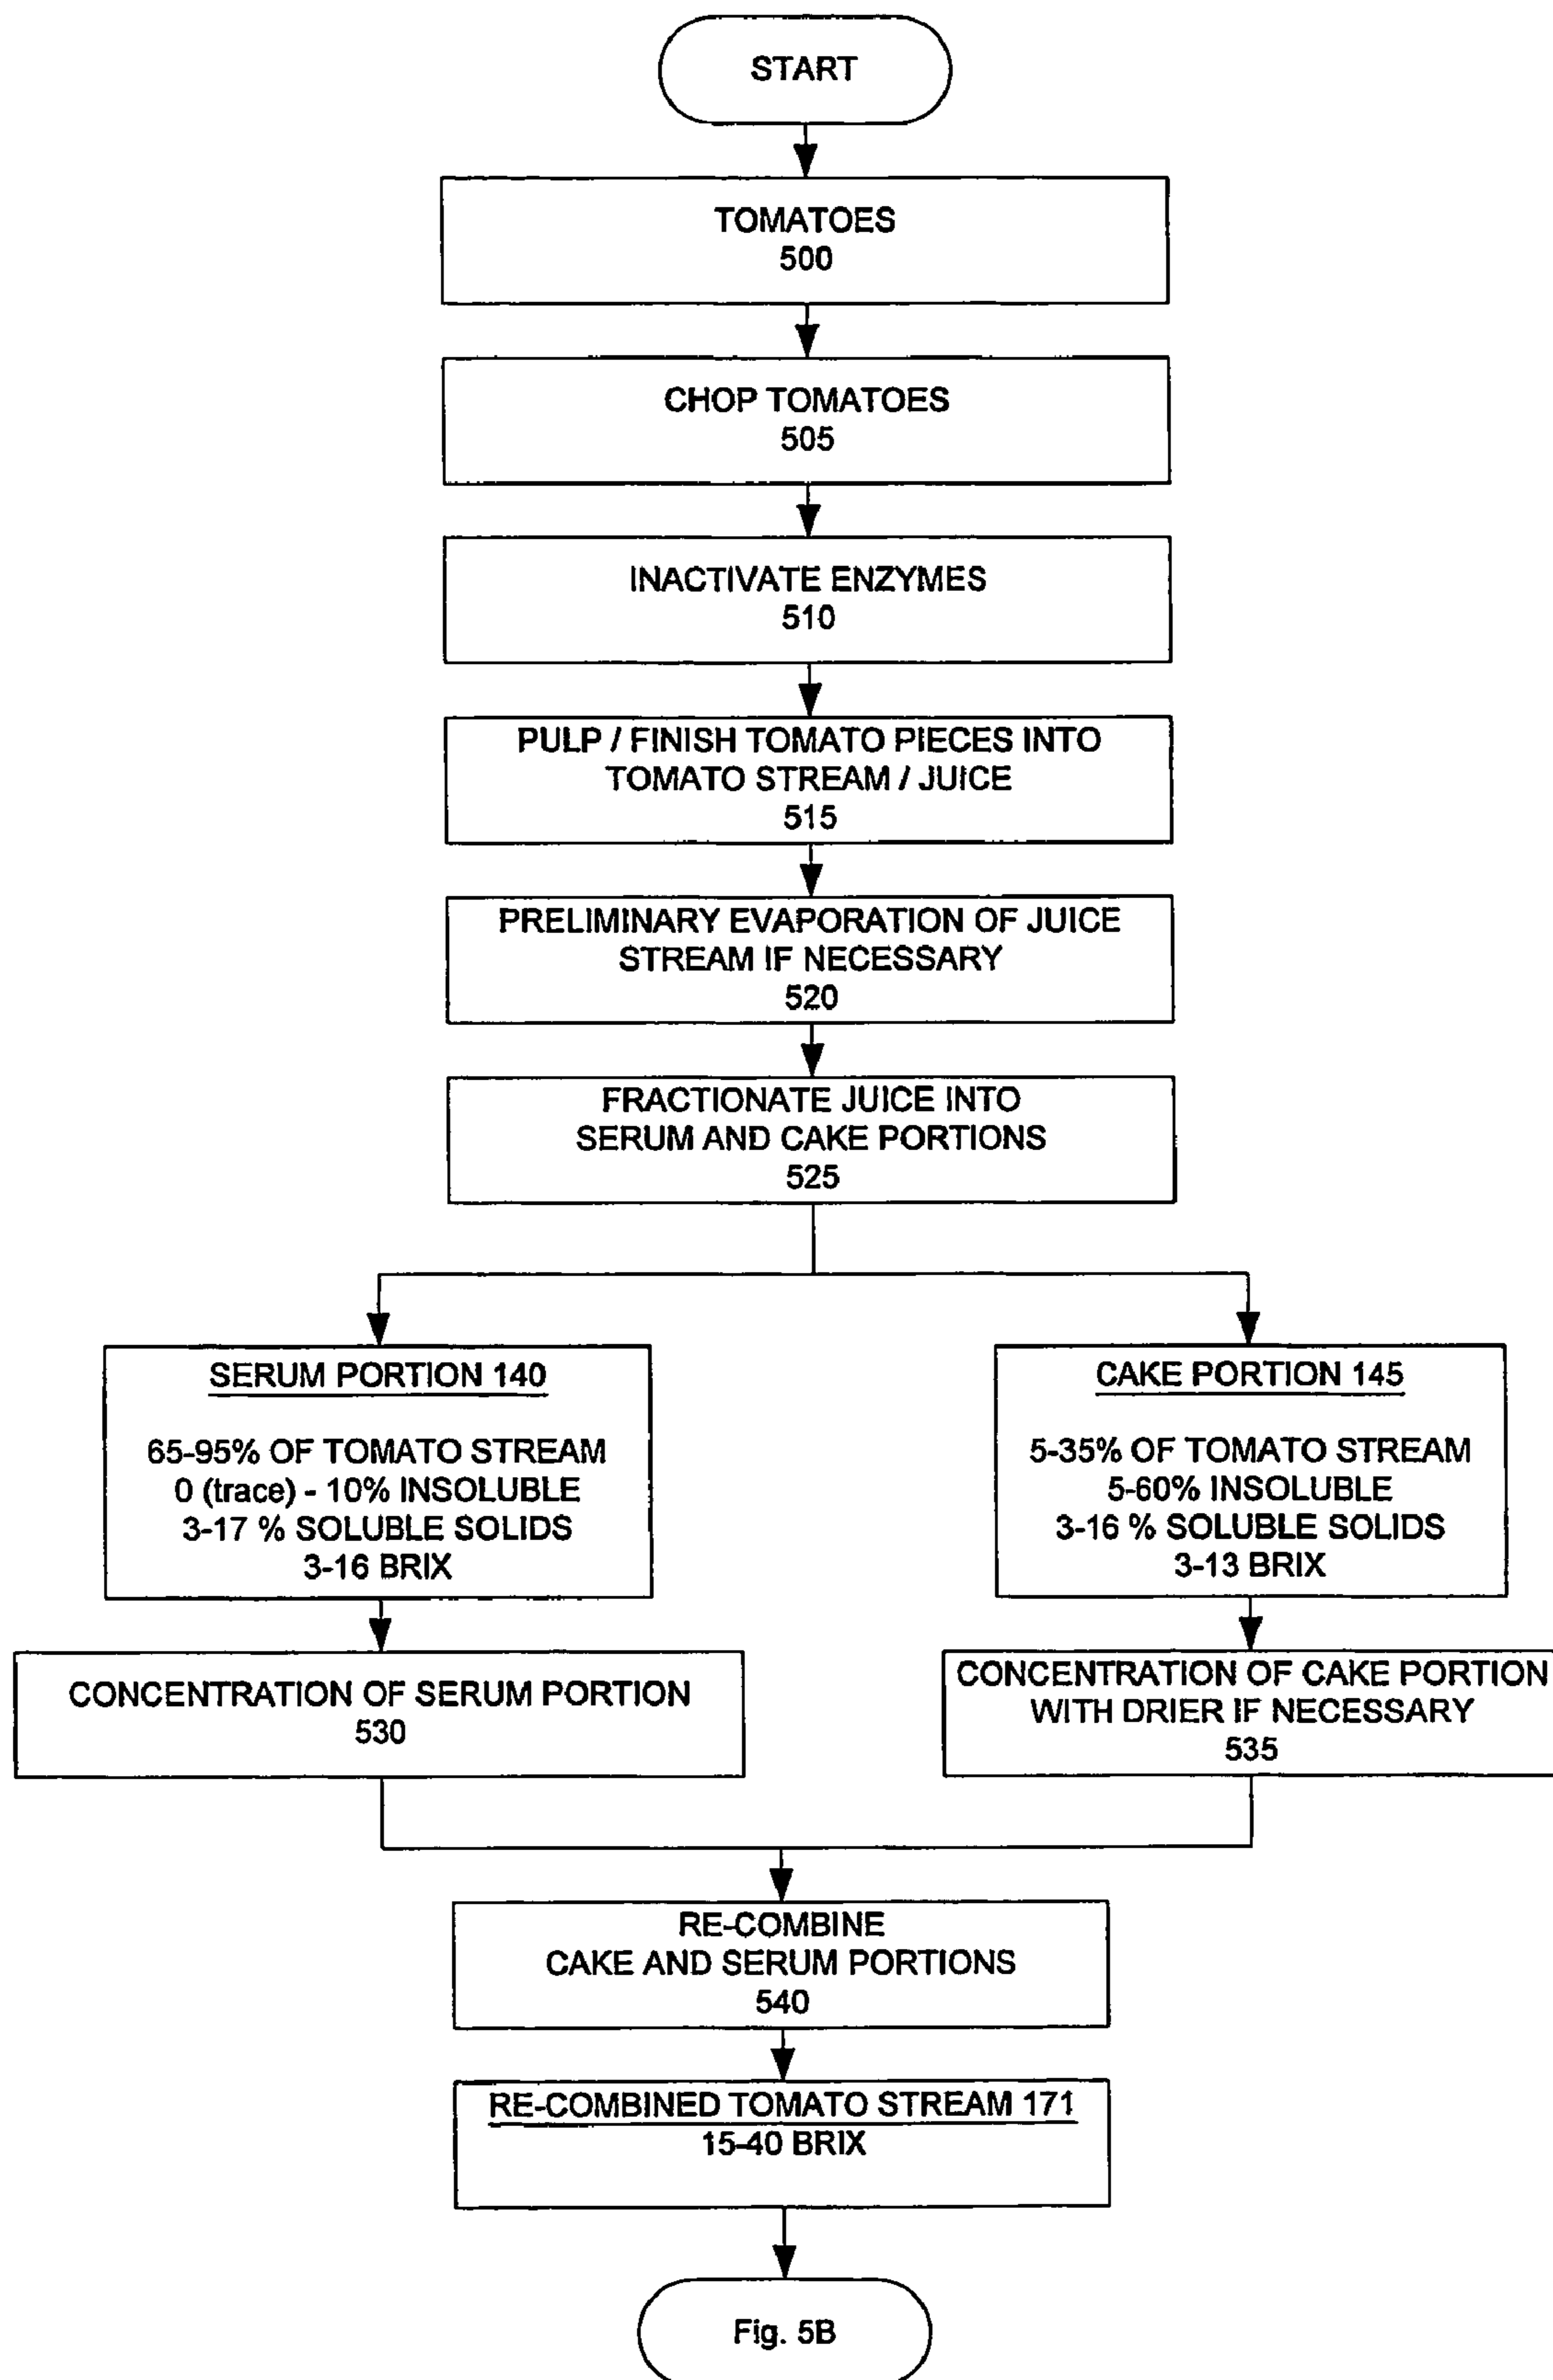 START
TOMATOES
500
CHOP TOMATOES
505
INACTIVATE ENZYMES
510
PULP / FINISH TOMATO PIECES INTO
TOMATO STREAM / JUICE
515
PRELIMINARY EVAPORATION OF JUICE
STREAM IF NECESSARY
520
FRACTIONATE JUICE INTO
SERUM AND CAKE PORTIONS
525
SERUM PORTION 140
65-95% OF TOMATO STREAM
0 (trace) - 10% INSOLUBLE
3-17 % SOLUBLE SOLIDS
3-16 BRIX
CAKE PORTION 145
5-35% OF TOMATO STREAM
5-60% INSOLUBLE
3-16 % SOLUBLE SOLIDS
3-13 BRIX
CONCENTRATION OF SERUM PORTION
530
CONCENTRATION OF CAKE PORTION
WITH DRIER IF NECESSARY
535
RE-COMBINE
CAKE AND SERUM PORTIONS
540
RE-COMBINED TOMATO STREAM 171
15-40 BRIX
Fig. 5B